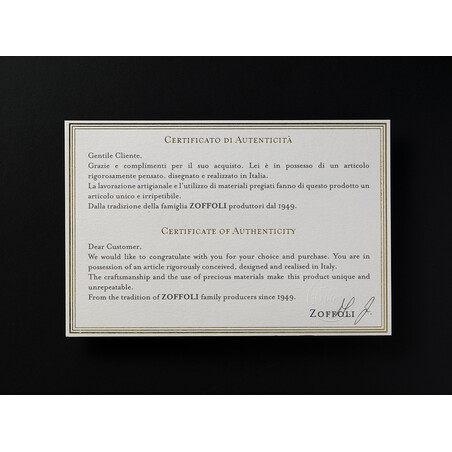 Certificato di Autenticità
Gentile Cliente,
Grazie e complimenti per il suo acquisto. Lei è in possesso di un articolo
rigorosamente pensato, disegnato e realizzato in Italia.
La lavorazione artigianale e l'utilizzo di materiali pregiati fanno di questo prodotto un
articolo unico e irripetibile.
Dalla tradizione della famiglia ZOFFOLI produttori dal 1949.
Certificate of Authenticity
Dear Customer,
We would like to congratulate with you for your choice and purchase. You are in
possession of an article rigorously conceived, designed and realised in Italy.
The craftsmanship and the use of precious materials make this product unique and
unrepeatable.
From the tradition of ZOFFOLI family producers since 1949.
Zoffoli